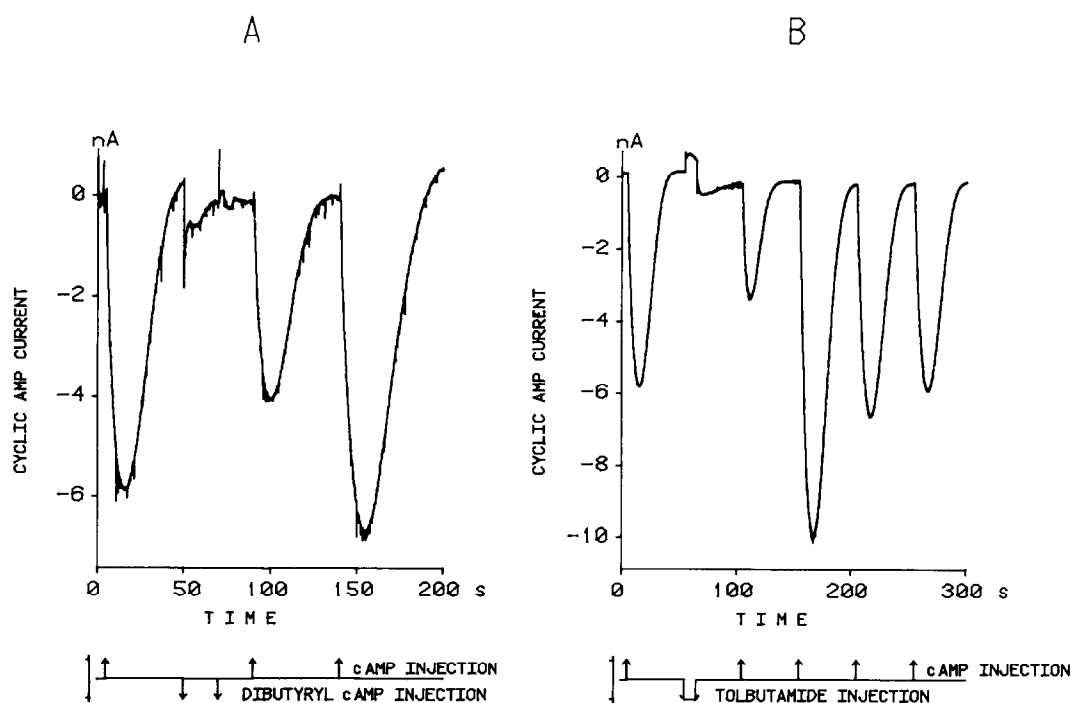 A
nA
0
-2
-4
-6
CYCLIC AMP CURRENT
0 50 100 150 200 s
TIME
cAMP INJECTION
DIBUTYRYL cAMP INJECTION
B
nA
0
-2
-4
-6
-8
-10
CYCLIC AMP CURRENT
0 100 200 300 s
TIME
cAMP INJECTION
TOLBUTAMIDE INJECTION